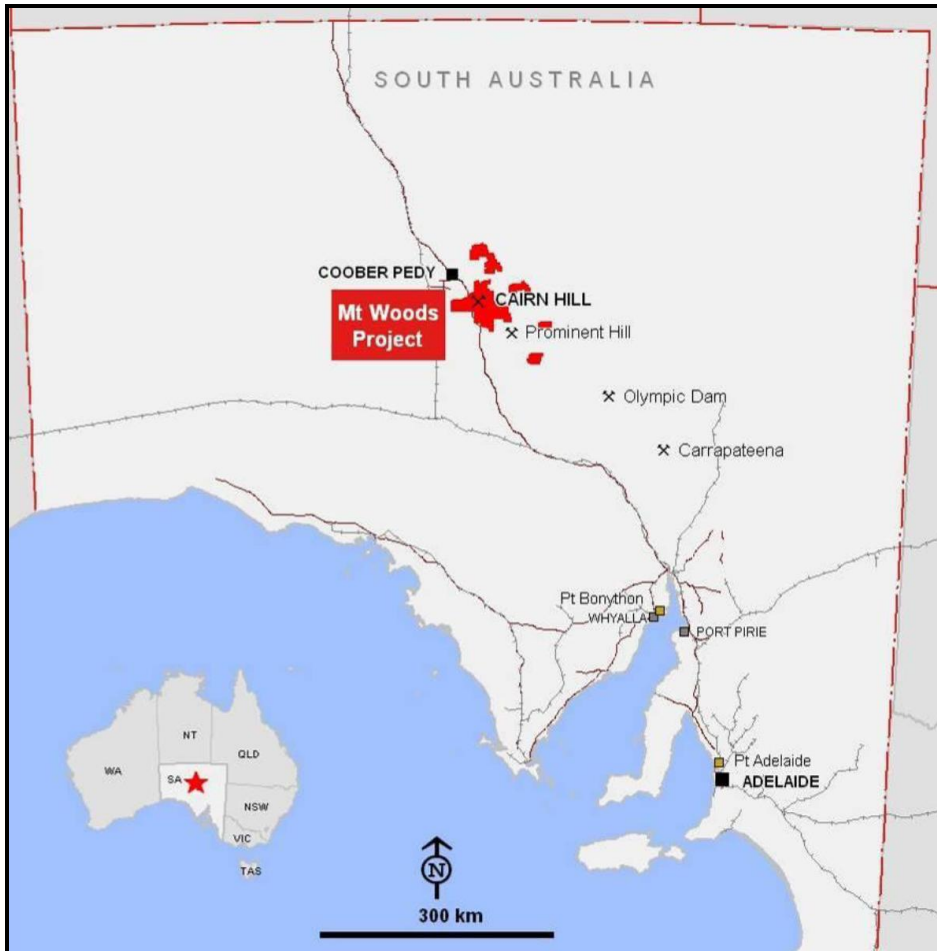 SOUTH AUSTRALIA
COOBER PEDY
CAIRN HILL
Mt Woods
Project
Prominent Hill
Olympic Dam
Carrapateena
Pt Bonython
WHYALLA
PORT PIRIE
Pt Adelaide
ADELAIDE
NT
WA
QLD
SA
NSW
VIC
TAS
N
300 km